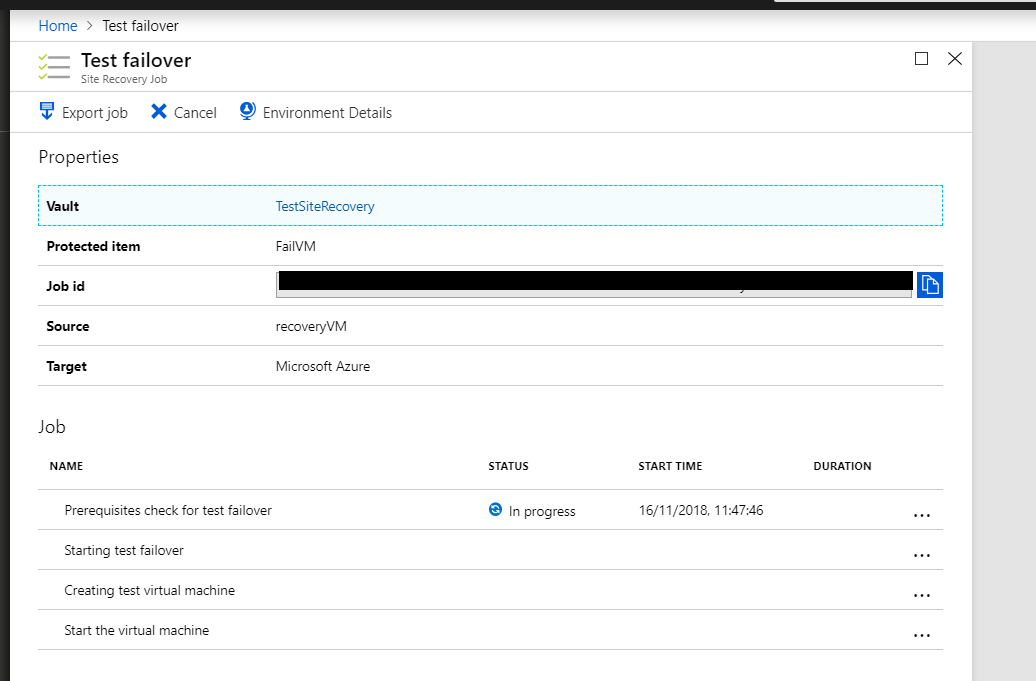 Home > Test failover
Test failover
Site Recovery Job
Export job Cancel Environment Details
Properties
Vault TestSiteRecovery
Protected item FailVM
Job id
Source recoveryVM
Target Microsoft Azure
Job
NAME STATUS START TIME DURATION
Prerequisites check for test failover In progress 16/11/2018, 11:47:46 ...
Starting test failover ...
Creating test virtual machine ...
Start the virtual machine ...